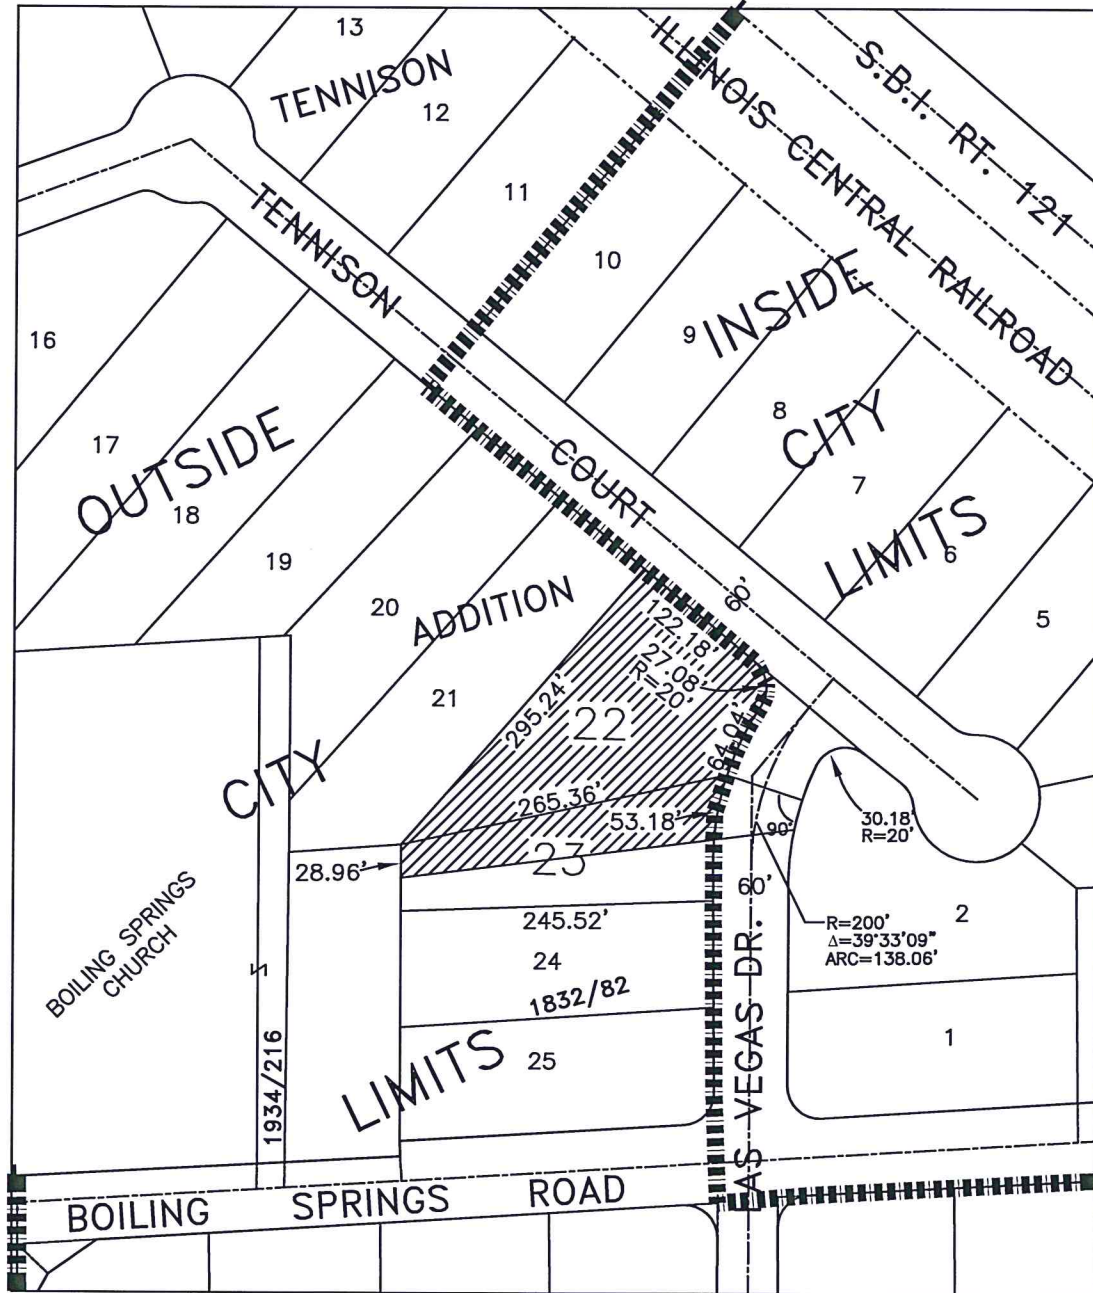 13
TENNISON
12
S.B.I. RT. 121
ILLINOIS CENTRAL RAILROAD
11
TENNISON
10
INSIDE
9
16
8
CITY
17
OUTSIDE
18
COURT
7
LIMITS
6
19
20
ADDITION
60'
5
122.18'
27.08'
R=20'
21
295.24'
22
64.04'
CITY
265.36'
53.18'
90'
30.18'
R=20'
28.96'
23
60'
BOILING SPRINGS
CHURCH
245.52'
R=200'
Δ=39°33'09"
ARC=138.06'
2
24
1832/82
LIMITS
25
1934/216
1
LAS VEGAS DR.
BOILING SPRINGS ROAD